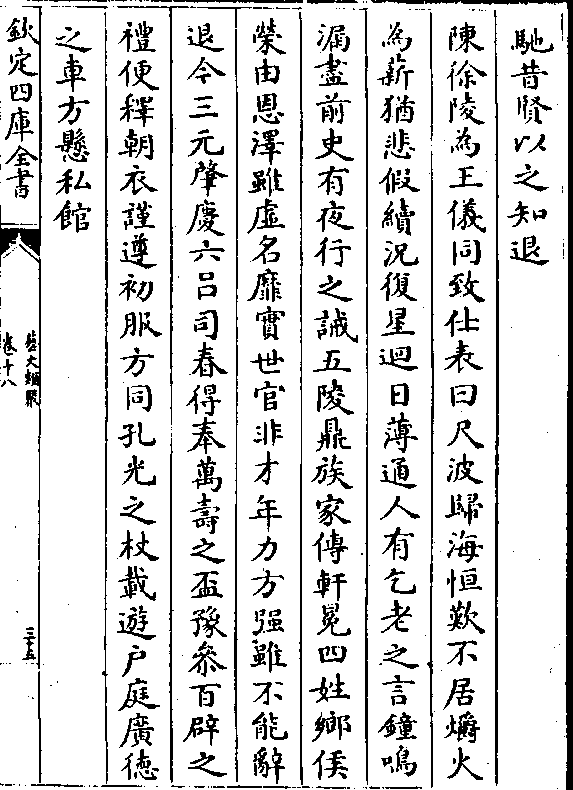 馳昔賢以之知退
陳徐陵為王儀同致仕表曰尺波歸海恒歎不居爝火
為薪猶悲假續況復星迴日薄通人有乞老之言鐘鳴
漏盡前史有夜行之誡五陵鼎族家傳軒冕四姓鄉侯
榮由恩澤雖虛名靡實世官非才年力方强雖不能辭
退今三元肇慶六呂司春得奉萬壽之盃豫叅百辟之
禮便釋朝衣謹遵初服方同孔光之杖載遊戶庭廣徳
之車方懸私館
欽定四庫全書
藝文類聚
卷十八
三十五